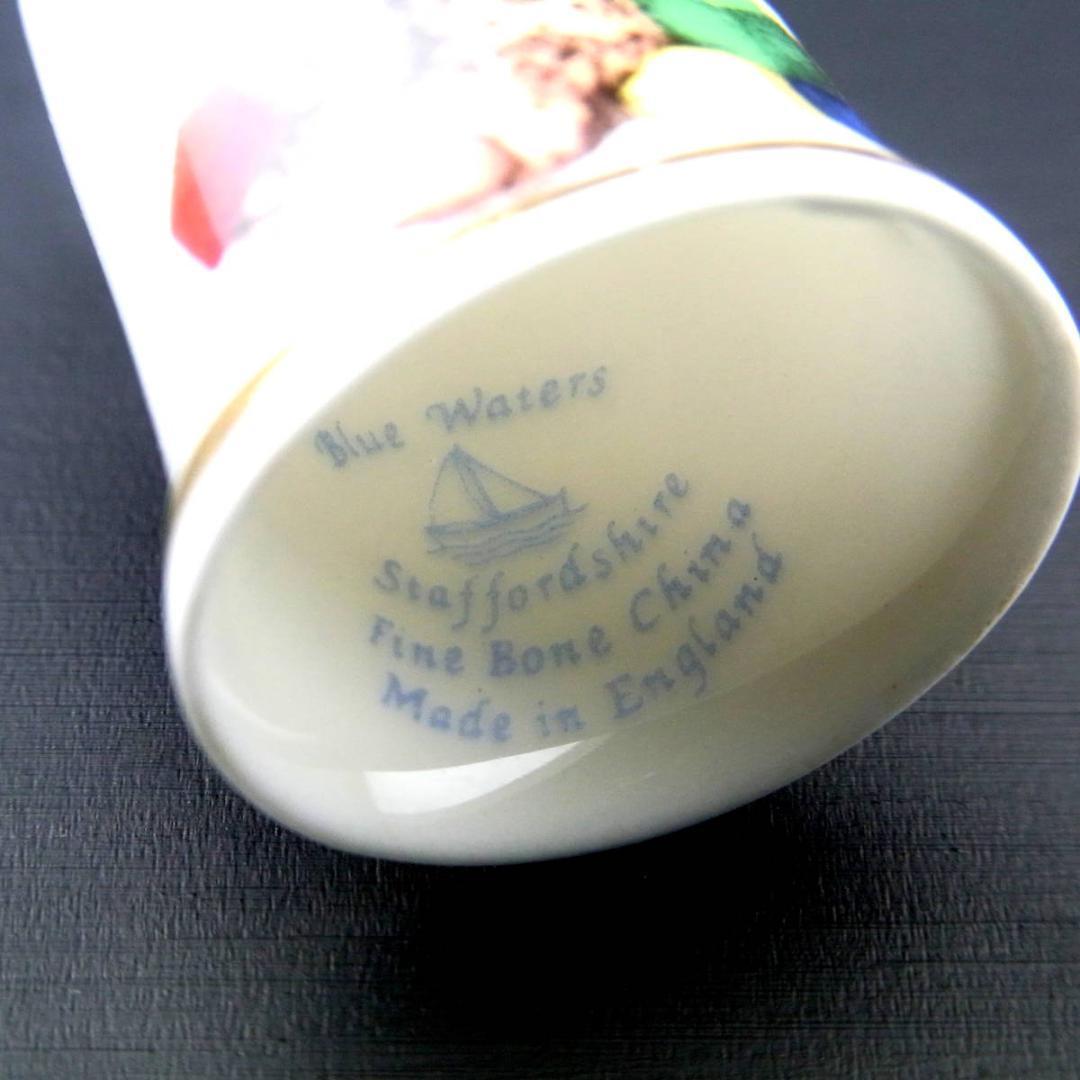 Blue Waters
Staffordshire
Fine Bone China
Made in England